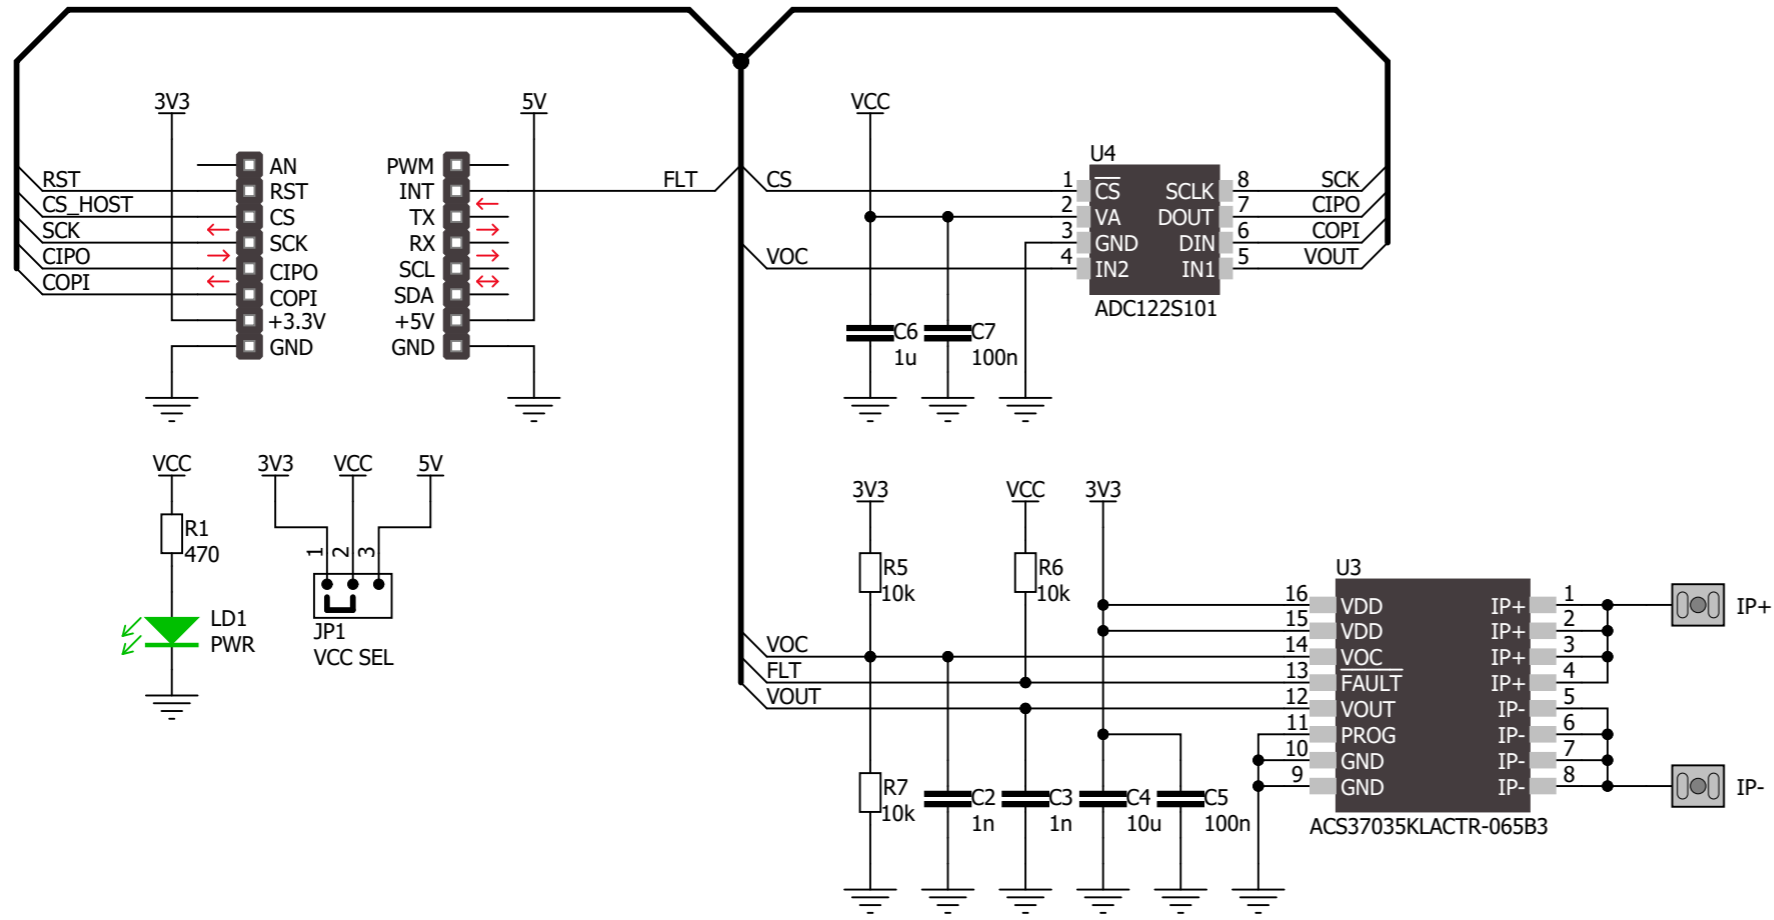 3V3
5V
VCC
RST
CS_HOST
SCK
CIPO
COPI
AN
RST
CS
SCK
CIPO
COPI
+3.3V
GND
PWM
INT
TX
RX
SCL
SDA
+5V
GND
FLT
CS
VOC
U4
1
2
3
4
CS
VA
GND
IN2
SCLK
DOUT
DIN
IN1
8
7
6
5
SCK
CIPO
COPI
VOUT
ADC122S101
C6
1u
C7
100n
VCC
R1
470
LD1
PWR
3V3
VCC
5V
1
2
3
JP1
VCC SEL
3V3
VCC
3V3
R5
10k
R6
10k
VOC
FLT
VOUT
R7
10k
C2
1n
C3
1n
C4
10u
C5
100n
U3
16
15
14
13
12
11
10
9
VDD
VDD
VOC
FAULT
VOUT
PROG
GND
GND
IP+
IP+
IP+
IP+
IP-
IP-
IP-
IP-
1
2
3
4
5
6
7
8
IP+
IP-
ACS37035KLACTR-065B3